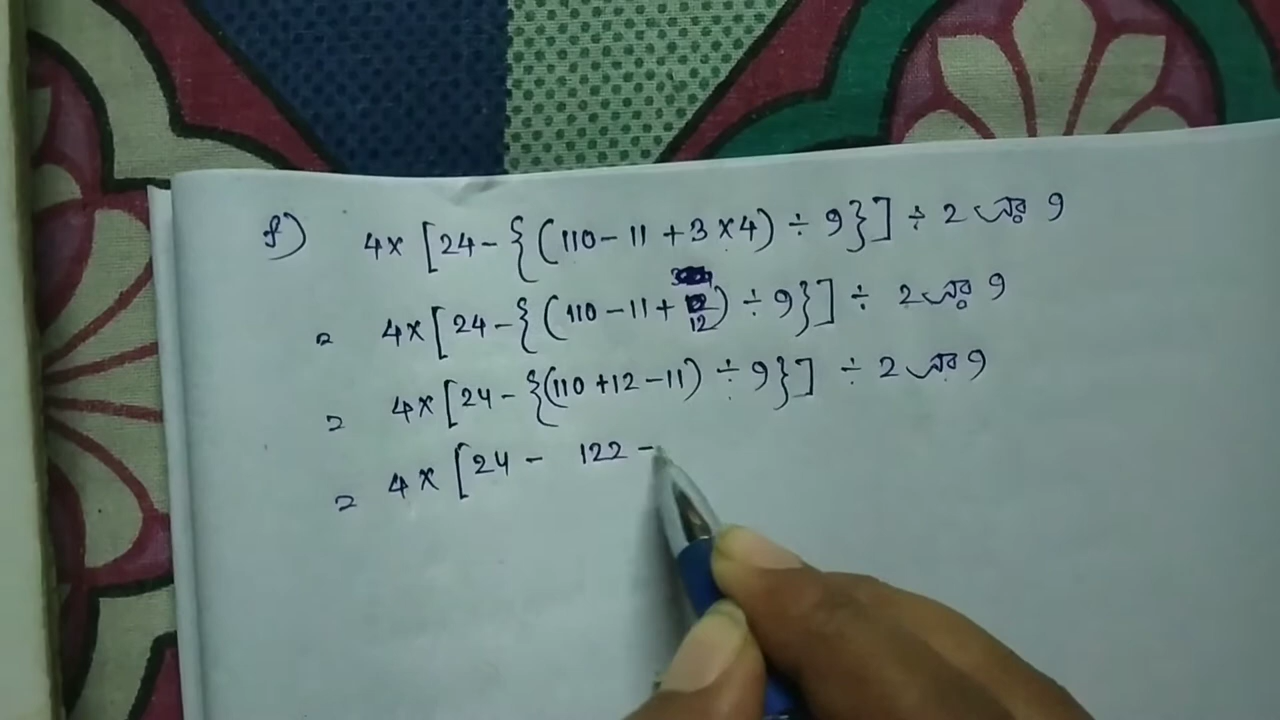 4×[24-{(110-11+3×4)÷9}]÷2 এর 9
= 4×[24-{(110-11+12)÷9}]÷ 2 এর 9
= 4×[24-{(110+12-11)÷9}] ÷ 2 এর 9
= 4×[24- 122-